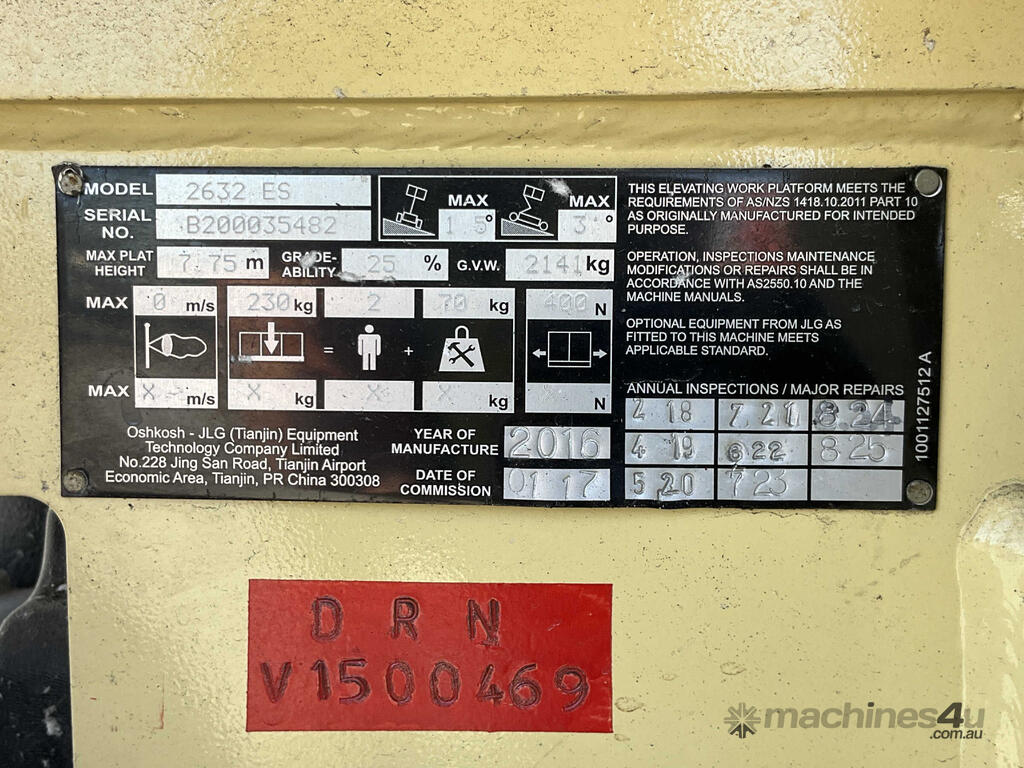 MODEL 2632 ES
SERIAL NO. B200035482
MAX 1.5° MAX 3°
MAX PLAT HEIGHT 7.75 m GRADE-ABILITY 25 % G.V.W. 2141 kg
MAX 0 m/s 230 kg = 2 + 70 kg 400 N
MAX X m/s X kg X X kg X N
Oshkosh - JLG (Tianjin) Equipment
Technology Company Limited
No.228 Jing San Road, Tianjin Airport
Economic Area, Tianjin, PR China 300308
YEAR OF MANUFACTURE 2016
DATE OF COMMISSION 01 17
THIS ELEVATING WORK PLATFORM MEETS THE
REQUIREMENTS OF AS/NZS 1418.10.2011 PART 10
AS ORIGINALLY MANUFACTURED FOR INTENDED
PURPOSE.
OPERATION, INSPECTIONS MAINTENANCE
MODIFICATIONS OR REPAIRS SHALL BE IN
ACCORDANCE WITH AS2550.10 AND THE
MACHINE MANUALS.
OPTIONAL EQUIPMENT FROM JLG AS
FITTED TO THIS MACHINE MEETS
APPLICABLE STANDARD.
ANNUAL INSPECTIONS / MAJOR REPAIRS
4 18 7 21 8.24
4 19 6 22 8 25
5 20 7 23
1001127512 A
D R N
V1500469
machines4u
.com.au